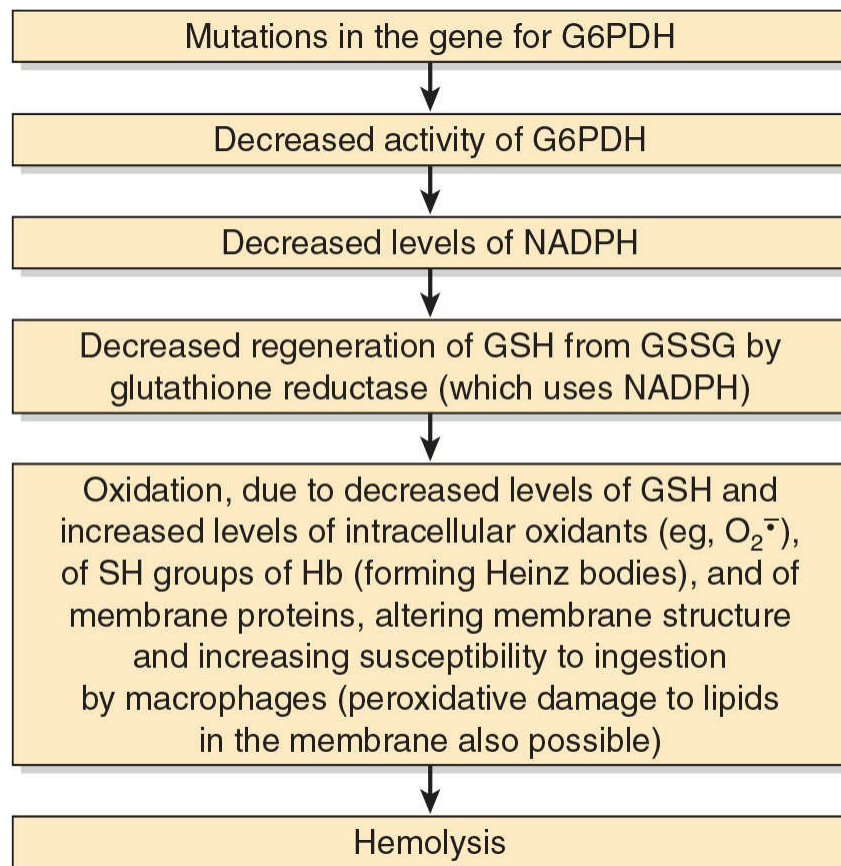 Mutations in the gene for G6PDH
Decreased activity of G6PDH
Decreased levels of NADPH
Decreased regeneration of GSH from GSSG by
glutathione reductase (which uses NADPH)
Oxidation, due to decreased levels of GSH and
increased levels of intracellular oxidants (eg, O₂⁻•),
of SH groups of Hb (forming Heinz bodies), and of
membrane proteins, altering membrane structure
and increasing susceptibility to ingestion
by macrophages (peroxidative damage to lipids
in the membrane also possible)
Hemolysis